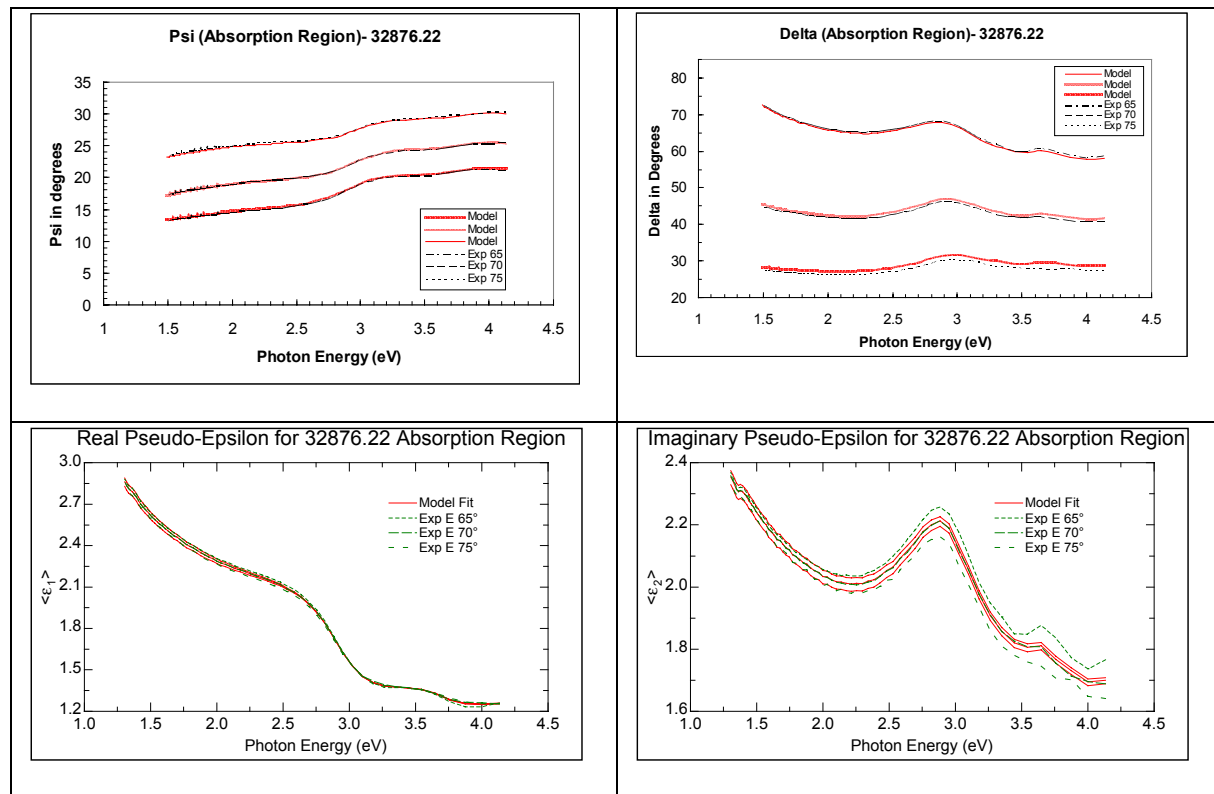 Psi (Absorption Region)- 32876.22
35
30
25
20
15
10
5
0
1
1.5
2
2.5
3
3.5
4
4.5
Psi in degrees
Photon Energy (eV)
Model
Model
Model
Exp 65
Exp 70
Exp 75
Delta (Absorption Region)- 32876.22
80
70
60
50
40
30
20
1
1.5
2
2.5
3
3.5
4
4.5
Delta in Degrees
Photon Energy (eV)
Model
Model
Model
Exp 65
Exp 70
Exp 75
Real Pseudo-Epsilon for 32876.22 Absorption Region
3.0
2.7
2.4
2.1
1.8
1.5
1.2
1.0
1.5
2.0
2.5
3.0
3.5
4.0
4.5
<ε1>
Photon Energy (eV)
Model Fit
Exp E 65°
Exp E 70°
Exp E 75°
Imaginary Pseudo-Epsilon for 32876.22 Absorption Region
2.4
2.2
2.0
1.8
1.6
1.0
1.5
2.0
2.5
3.0
3.5
4.0
4.5
<ε2>
Photon Energy (eV)
Model Fit
Exp E 65°
Exp E 70°
Exp E 75°